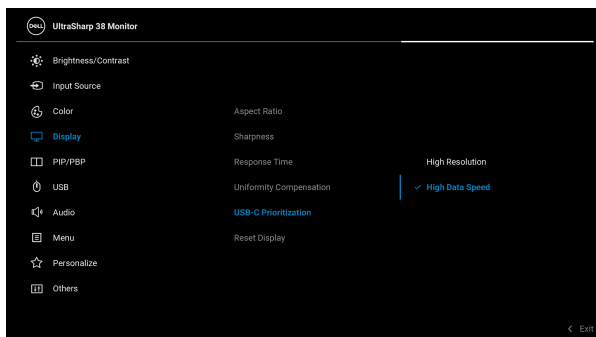 DELL UltraSharp 38 Monitor
Brightness/Contrast
Input Source
Color
Aspect Ratio
Display
Sharpness
PIP/PBP
Response Time
High Resolution
USB
Uniformity Compensation
High Data Speed
Audio
USB-C Prioritization
Menu
Reset Display
Personalize
Others
Exit